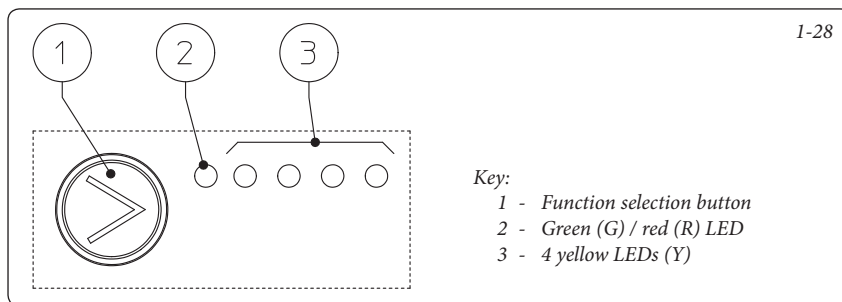 1-28
1 2 3
Key:
1 - Function selection button
2 - Green (G) / red (R) LED
3 - 4 yellow LEDs (Y)